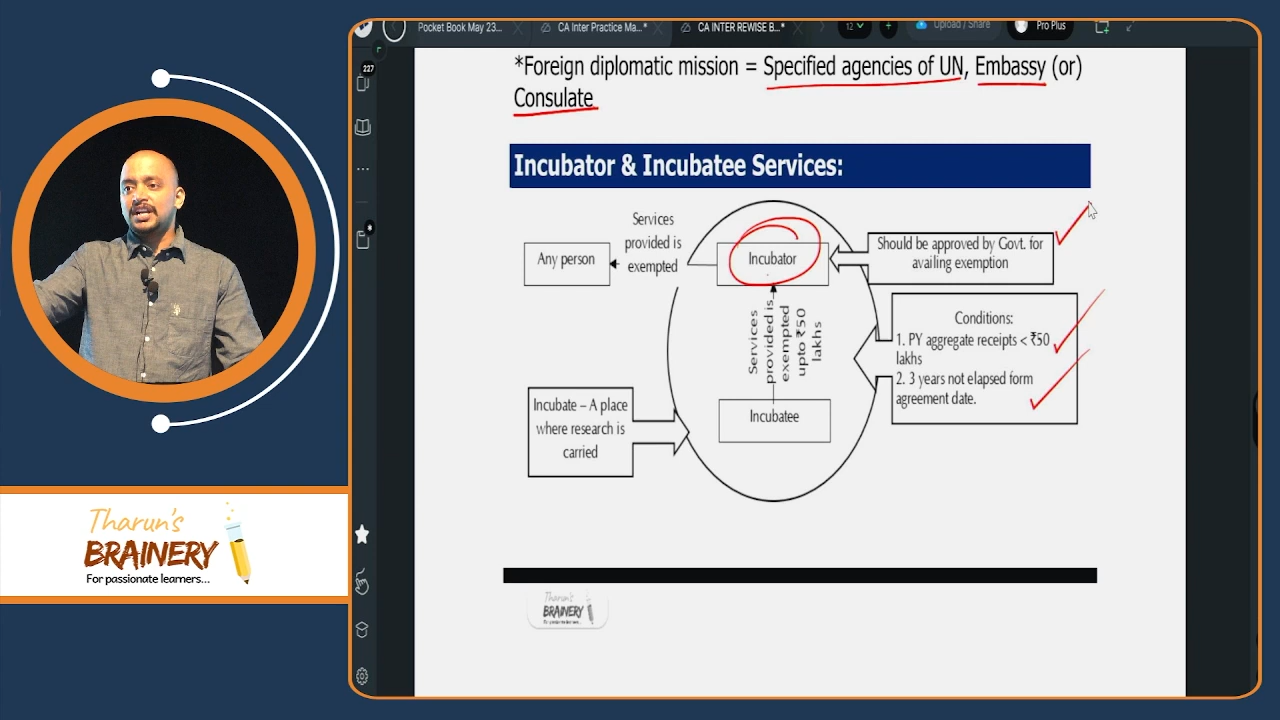 Pocket Book May 23...
CA Inter Practice Ma...*
CA INTER REWISE B...*
12
Upload / Share
Pro Plus
227
*Foreign diplomatic mission = Specified agencies of UN, Embassy (or)
Consulate
Incubator & Incubatee Services:
Any person
Services
provided is
exempted
Incubator
Should be approved by Govt. for
availing exemption
Services
provided is
exempted
upto ₹50
lakhs
Conditions:
1. PY aggregate receipts < ₹50
lakhs
2. 3 years not elapsed form
agreement date.
Incubate – A place
where research is
carried
Incubatee
Tharun's
BRAINERY
For passionate learners...
Tharun's
BRAINERY